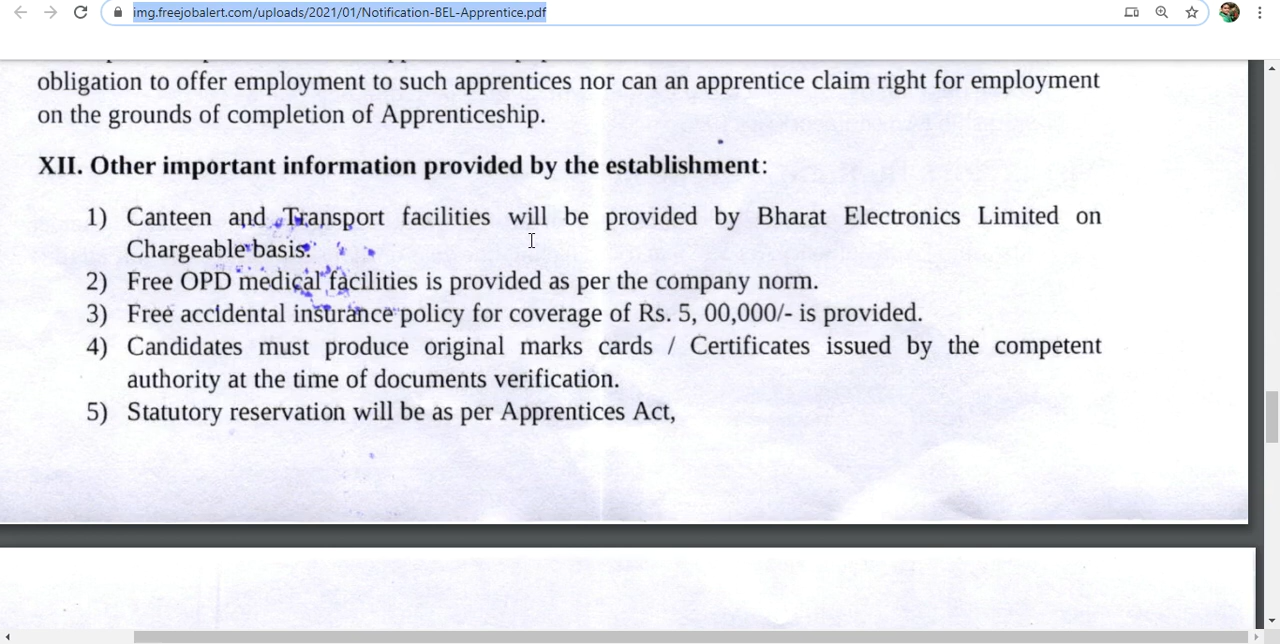 img.freejobalert.com/uploads/2021/01/Notification-BEL-Apprentice.pdf
obligation to offer employment to such apprentices nor can an apprentice claim right for employment
on the grounds of completion of Apprenticeship.
XII. Other important information provided by the establishment:
1) Canteen and Transport facilities will be provided by Bharat Electronics Limited on
Chargeable basis.
2) Free OPD medical facilities is provided as per the company norm.
3) Free accidental insurance policy for coverage of Rs. 5, 00,000/- is provided.
4) Candidates must produce original marks cards / Certificates issued by the competent
authority at the time of documents verification.
5) Statutory reservation will be as per Apprentices Act,